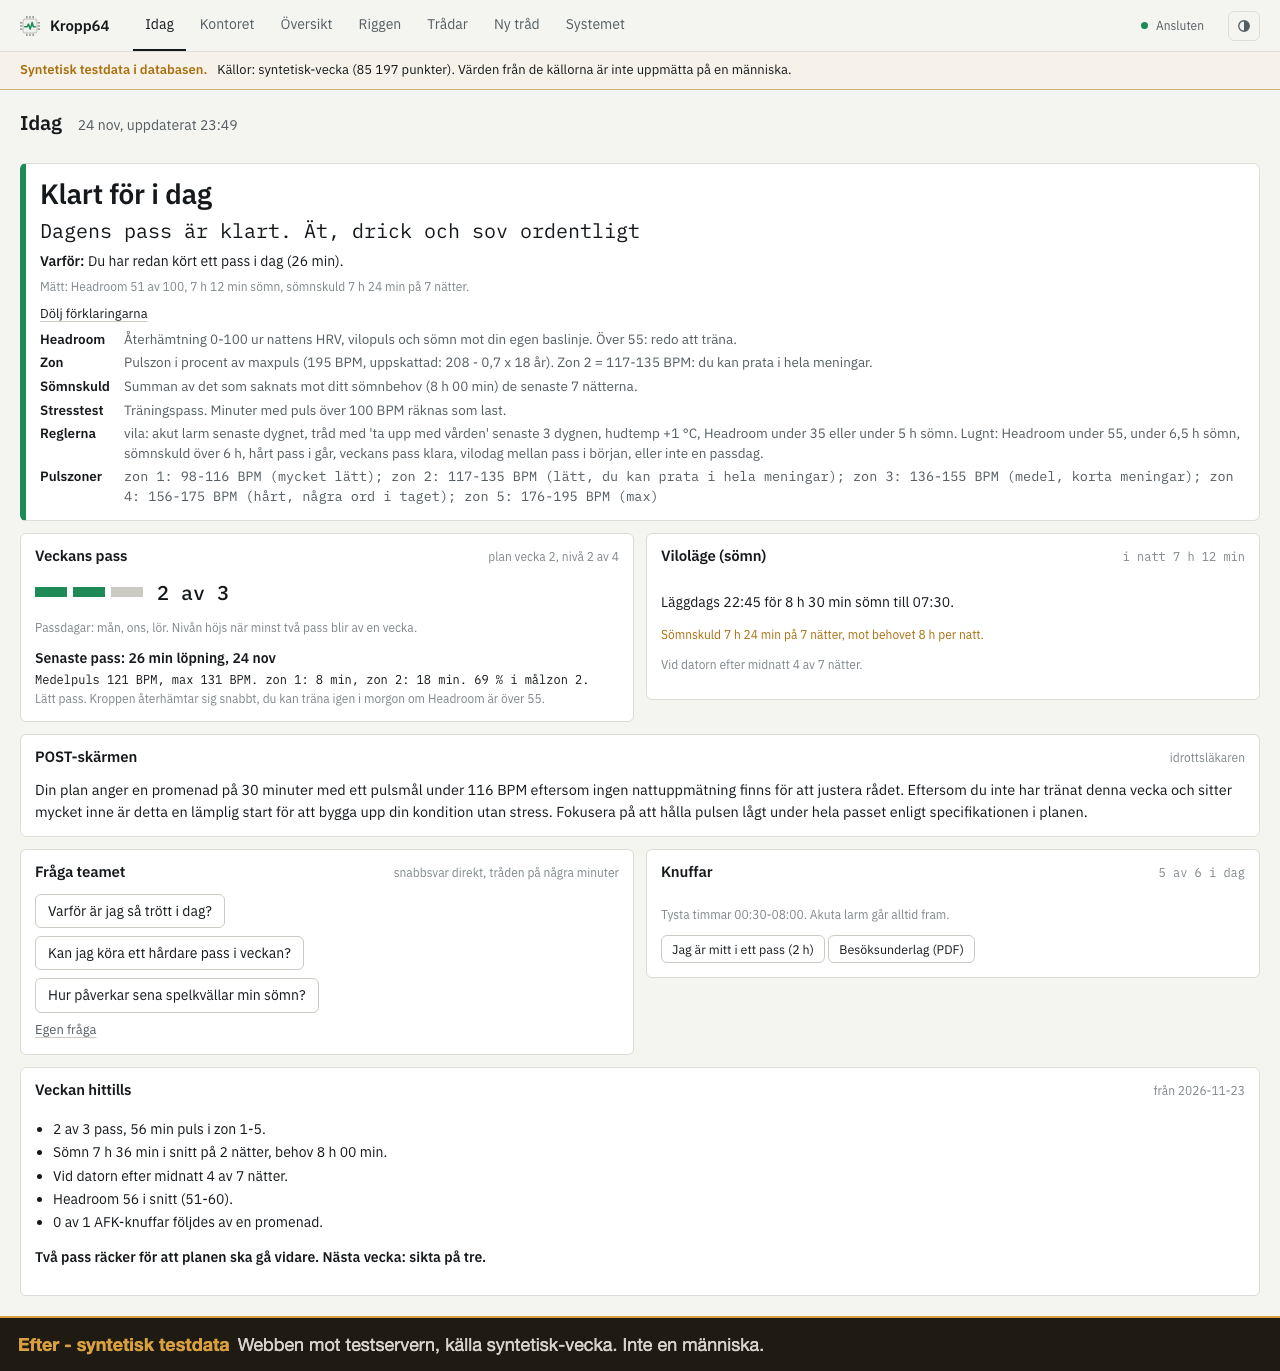 Kropp64
Idag
Kontoret
Översikt
Riggen
Trådar
Ny tråd
Systemet
Ansluten
Syntetisk testdata i databasen. Källor: syntetisk-vecka (85 197 punkter). Värden från de källorna är inte uppmätta på en människa.
Idag 24 nov, uppdaterat 23:49
Klart för i dag
Dagens pass är klart. Ät, drick och sov ordentligt
Varför: Du har redan kört ett pass i dag (26 min).
Mätt: Headroom 51 av 100, 7 h 12 min sömn, sömnskuld 7 h 24 min på 7 nätter.
Dölj förklaringarna
Headroom Återhämtning 0-100 ur nattens HRV, vilopuls och sömn mot din egen baslinje. Över 55: redo att träna.
Zon Pulszon i procent av maxpuls (195 BPM, uppskattad: 208 - 0,7 x 18 år). Zon 2 = 117-135 BPM: du kan prata i hela meningar.
Sömnskuld Summan av det som saknats mot ditt sömnbehov (8 h 00 min) de senaste 7 nätterna.
Stresstest Träningspass. Minuter med puls över 100 BPM räknas som last.
Reglerna vila: akut larm senaste dygnet, tråd med 'ta upp med vården' senaste 3 dygnen, hudtemp +1 °C, Headroom under 35 eller under 5 h sömn. Lugnt: Headroom under 55, under 6,5 h sömn,
sömnskuld över 6 h, hårt pass i går, veckans pass klara, vilodag mellan pass i början, eller inte en passdag.
Pulszoner zon 1: 98-116 BPM (mycket lätt); zon 2: 117-135 BPM (lätt, du kan prata i hela meningar); zon 3: 136-155 BPM (medel, korta meningar); zon
4: 156-175 BPM (hårt, några ord i taget); zon 5: 176-195 BPM (max)
Veckans pass
plan vecka 2, nivå 2 av 4
2 av 3
Passdagar: mån, ons, lör. Nivån höjs när minst två pass blir av en vecka.
Senaste pass: 26 min löpning, 24 nov
Medelpuls 121 BPM, max 131 BPM. zon 1: 8 min, zon 2: 18 min. 69 % i målzon 2.
Lätt pass. Kroppen återhämtar sig snabbt, du kan träna igen i morgon om Headroom är över 55.
Viloläge (sömn)
i natt 7 h 12 min
Läggdags 22:45 för 8 h 30 min sömn till 07:30.
Sömnskuld 7 h 24 min på 7 nätter, mot behovet 8 h per natt.
Vid datorn efter midnatt 4 av 7 nätter.
POST-skärmen
idrottsläkaren
Din plan anger en promenad på 30 minuter med ett pulsmål under 116 BPM eftersom ingen nattuppmätning finns för att justera rådet. Eftersom du inte har tränat denna vecka och sitter
mycket inne är detta en lämplig start för att bygga upp din kondition utan stress. Fokusera på att hålla pulsen lågt under hela passet enligt specifikationen i planen.
Fråga teamet
snabbsvar direkt, tråden på några minuter
Varför är jag så trött i dag?
Kan jag köra ett hårdare pass i veckan?
Hur påverkar sena spelkvällar min sömn?
Egen fråga
Knuffar
5 av 6 i dag
Tysta timmar 00:30-08:00. Akuta larm går alltid fram.
Jag är mitt i ett pass (2 h)
Besöksunderlag (PDF)
Veckan hittills
från 2026-11-23
• 2 av 3 pass, 56 min puls i zon 1-5.
• Sömn 7 h 36 min i snitt på 2 nätter, behov 8 h 00 min.
• Vid datorn efter midnatt 4 av 7 nätter.
• Headroom 56 i snitt (51-60).
• 0 av 1 AFK-knuffar följdes av en promenad.
Två pass räcker för att planen ska gå vidare. Nästa vecka: sikta på tre.
Efter - syntetisk testdata Webben mot testservern, källa syntetisk-vecka. Inte en människa.